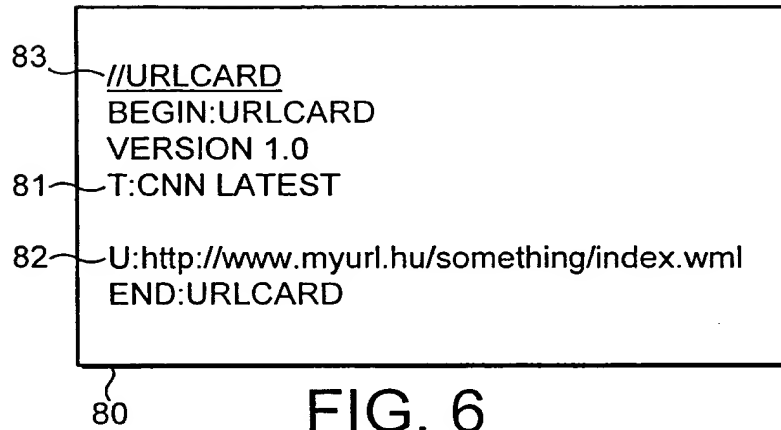 83
//URLCARD
BEGIN:URLCARD
VERSION 1.0
81
T:CNN LATEST
82
U:http://www.myurl.hu/something/index.wml
END:URLCARD
80
FIG. 6